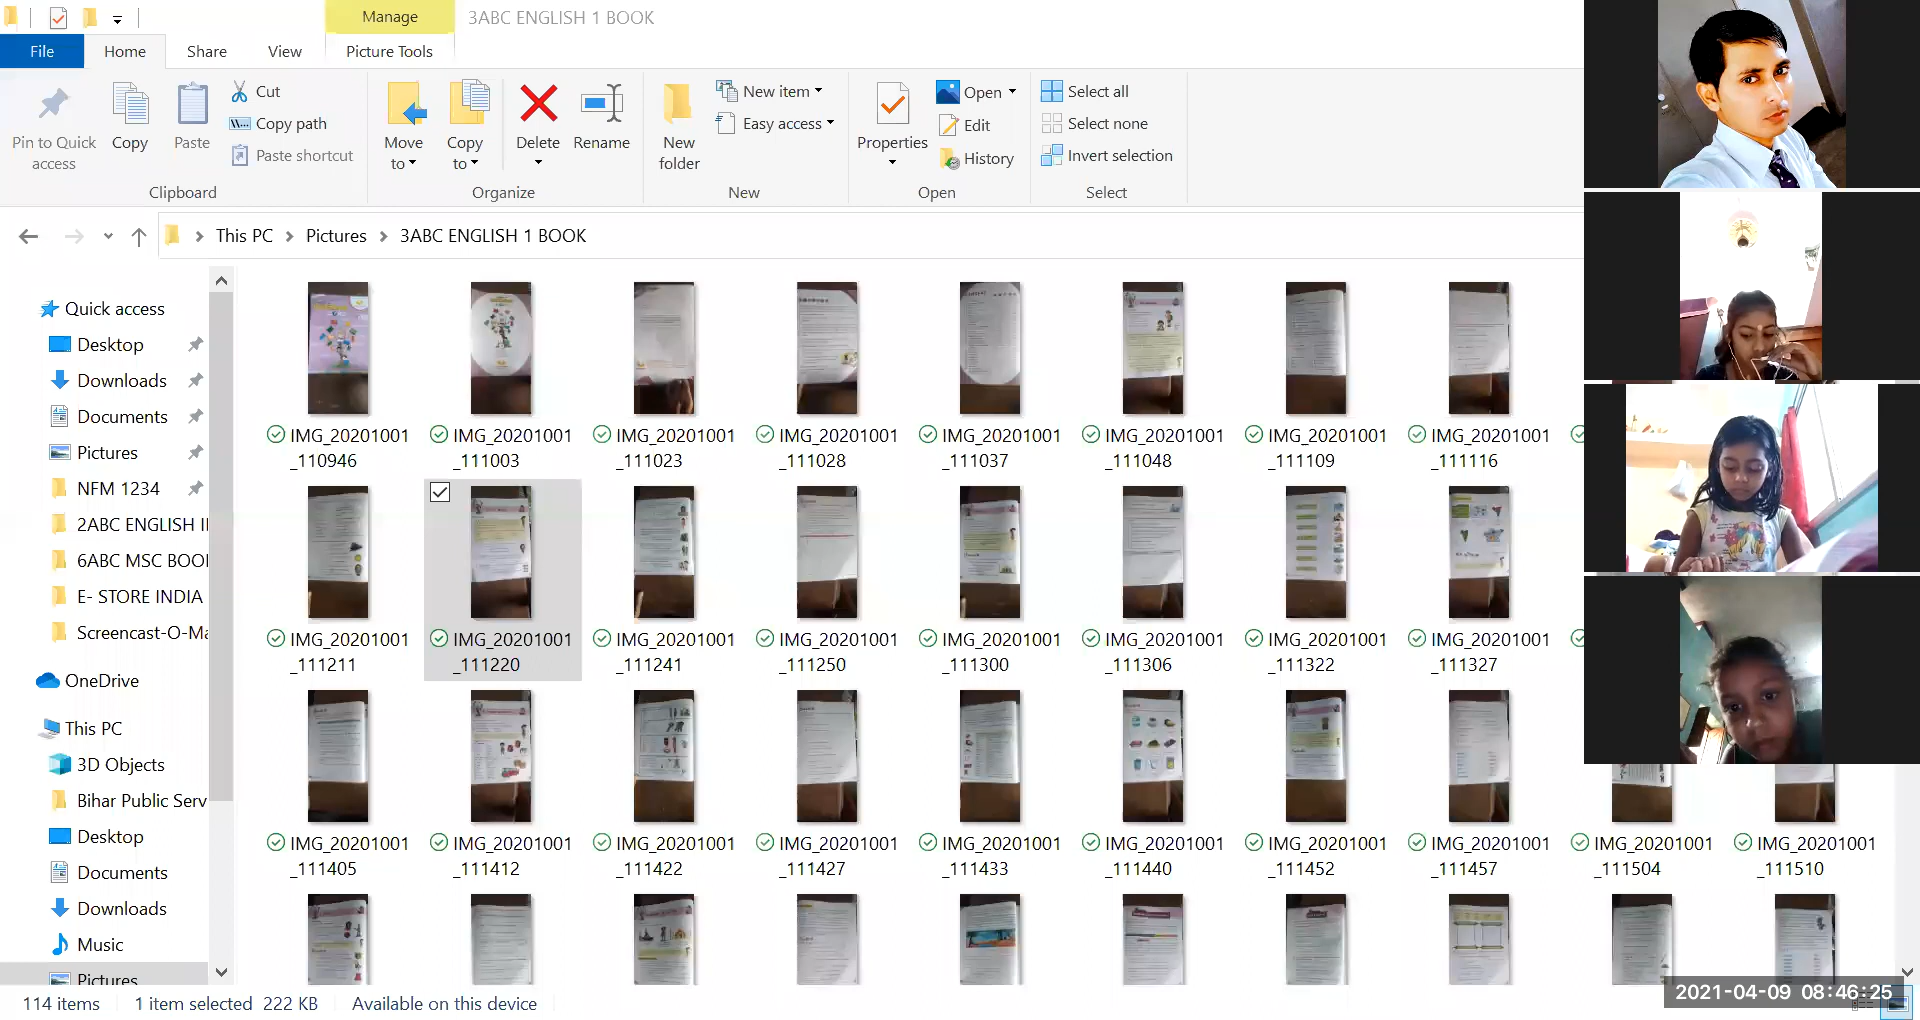 Manage
3ABC ENGLISH 1 BOOK
File
Home
Share
View
Picture Tools
Pin to Quick
access
Copy
Paste
Cut
Copy path
Paste shortcut
Clipboard
Move
to
Copy
to
Delete
Rename
Organize
New
folder
New item
Easy access
New
Properties
Open
Edit
History
Open
Select all
Select none
Invert selection
Select
This PC
Pictures
3ABC ENGLISH 1 BOOK
Quick access
Desktop
Downloads
Documents
Pictures
NFM 1234
2ABC ENGLISH
6ABC MSC
E- STORE INDIA
OneDrive
This PC
3D Objects
Bihar Public Serv
Desktop
Documents
Downloads
Music
Pictures
IMG_20201001
_110946
IMG_20201001
_111003
IMG_20201001
_111023
IMG_20201001
_111028
IMG_20201001
_111037
IMG_20201001
_111048
IMG_20201001
_111109
IMG_20201001
_111116
IMG_20201001
_111211
IMG_20201001
_111220
IMG_20201001
_111241
IMG_20201001
_111250
IMG_20201001
_111300
IMG_20201001
_111306
IMG_20201001
_111322
IMG_20201001
_111327
IMG_20201001
_111405
IMG_20201001
_111412
IMG_20201001
_111422
IMG_20201001
_111427
IMG_20201001
_111433
IMG_20201001
_111440
IMG_20201001
_111452
IMG_20201001
_111457
IMG_20201001
_111504
IMG_20201001
_111510
114 items
1 item selected 222 KB
Available on this device
2021-04-09 08:46:25